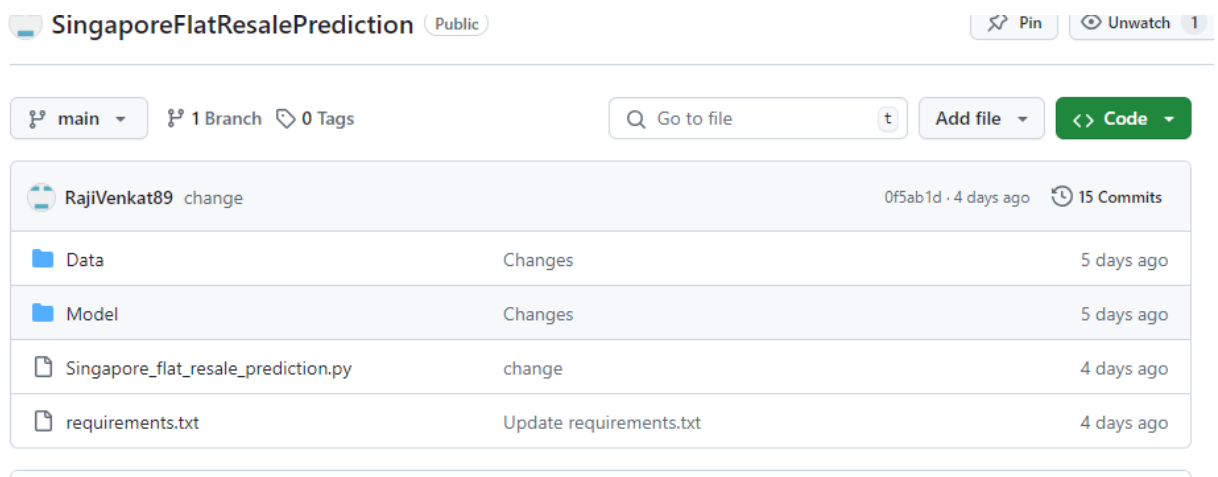 SingaporeFlatResalePrediction Public Pin Unwatch 1
main 1 Branch 0 Tags Go to file t Add file Code
RajiVenkat89 change 0f5ab1d · 4 days ago 15 Commits
Data Changes 5 days ago
Model Changes 5 days ago
Singapore_flat_resale_prediction.py change 4 days ago
requirements.txt Update requirements.txt 4 days ago